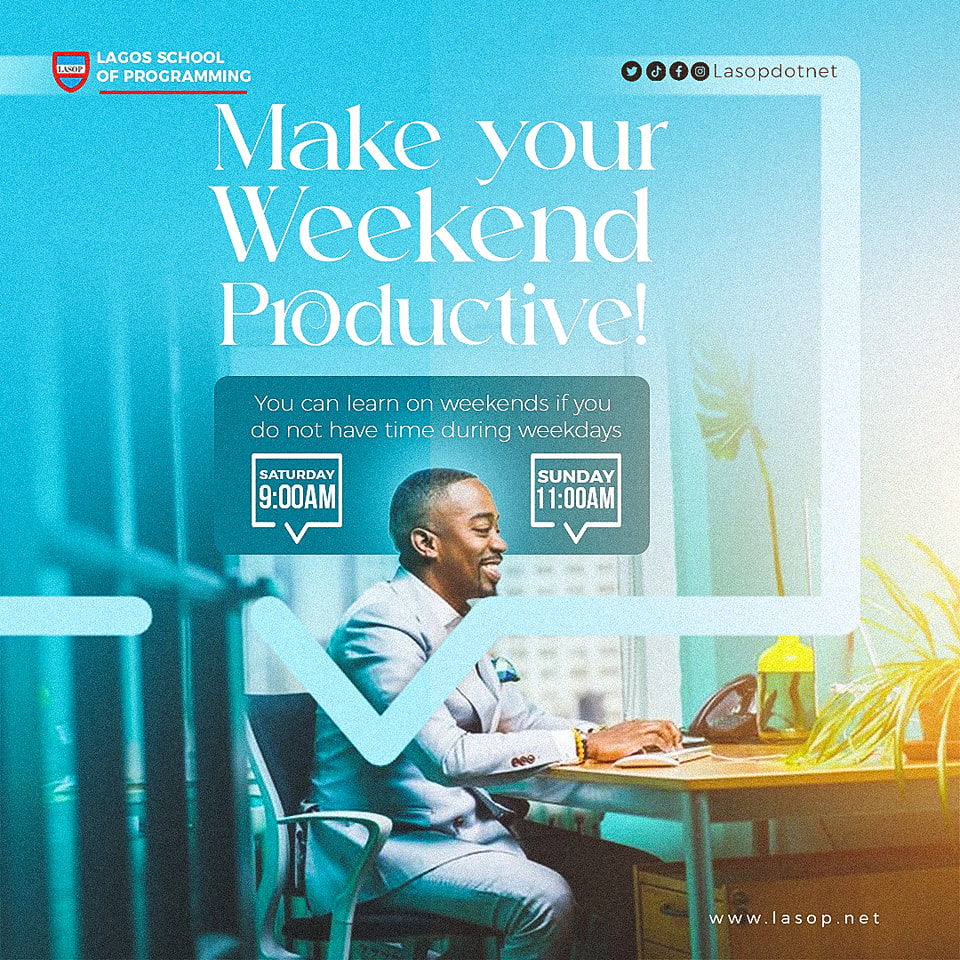 LAGOS SCHOOL
OF PROGRAMMING
LASOP
Lasopdotnet
Make your
Weekend
Productive!
You can learn on weekends if you
do not have time during weekdays
SATURDAY
9:00AM
SUNDAY
11:00AM
www.lasop.net